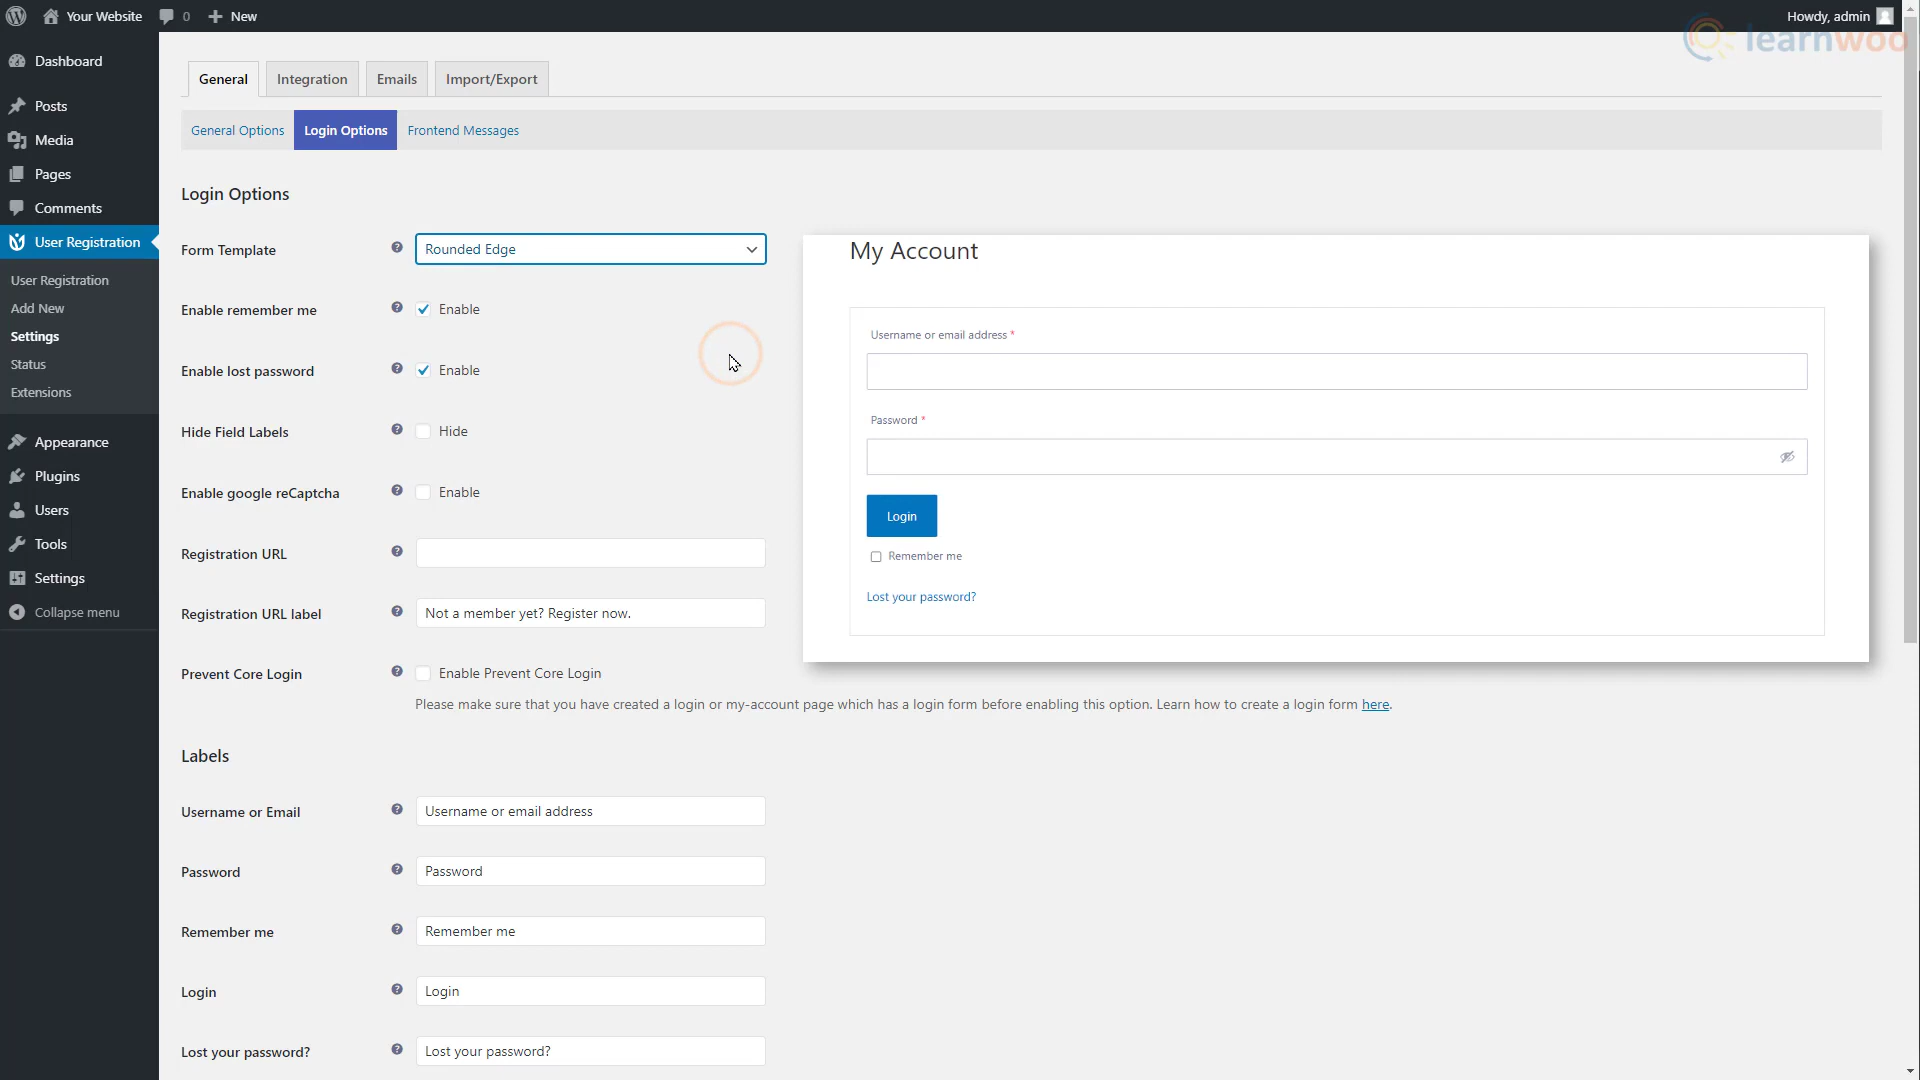 Your Website 0 New Howdy, admin
learnwoo
Dashboard
Posts
Media
Pages
Comments
User Registration
User Registration
Add New
Settings
Status
Extensions
Appearance
Plugins
Users
Tools
Settings
Collapse menu
General Integration Emails Import/Export
General Options Login Options Frontend Messages
Login Options
Form Template Rounded Edge
Enable remember me Enable
Enable lost password Enable
Hide Field Labels Hide
Enable google reCaptcha Enable
Registration URL
Registration URL label Not a member yet? Register now.
Prevent Core Login Enable Prevent Core Login
Please make sure that you have created a login or my-account page which has a login form before enabling this option. Learn how to create a login form here.
My Account
Username or email address *
Password *
Login
Remember me
Lost your password?
Labels
Username or Email Username or email address
Password Password
Remember me Remember me
Login Login
Lost your password? Lost your password?